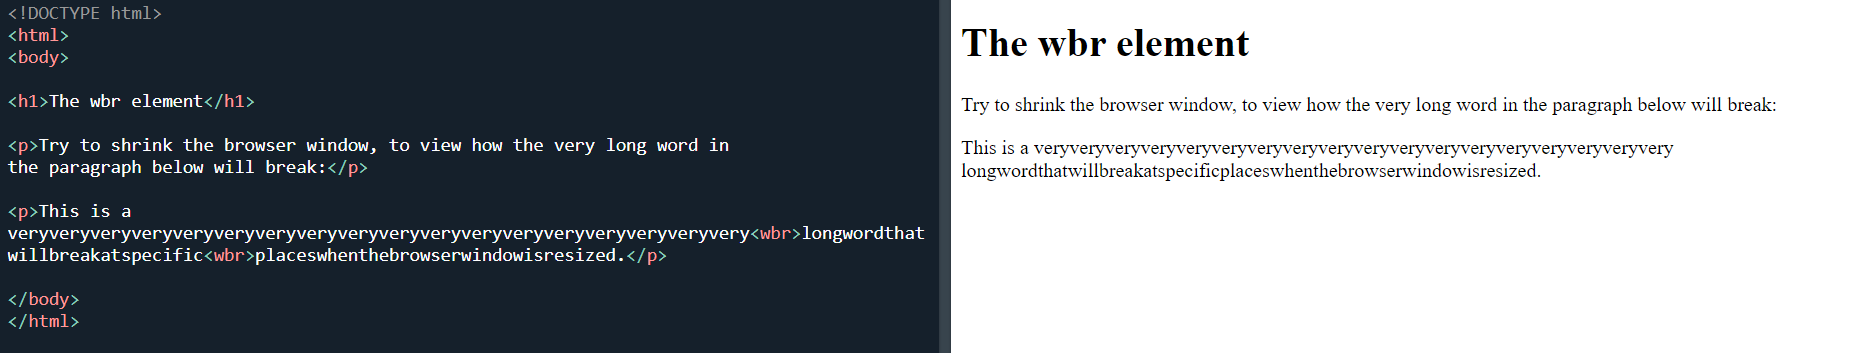 <!DOCTYPE html>
<html>
<body>
<h1>The wbr element</h1>
<p>Try to shrink the browser window, to view how the very long word in
the paragraph below will break:</p>
<p>This is a
veryveryveryveryveryveryveryveryveryveryveryveryveryveryveryveryveryvery<wbr>longwordthat
willbreakatspecific<wbr>placeswhenthebrowserwindowisresized.</p>
</body>
</html>
The wbr element
Try to shrink the browser window, to view how the very long word in the paragraph below will break:
This is a veryveryveryveryveryveryveryveryveryveryveryveryveryveryveryveryveryvery
longwordthatwillbreakatspecificplaceswhenthebrowserwindowisresized.